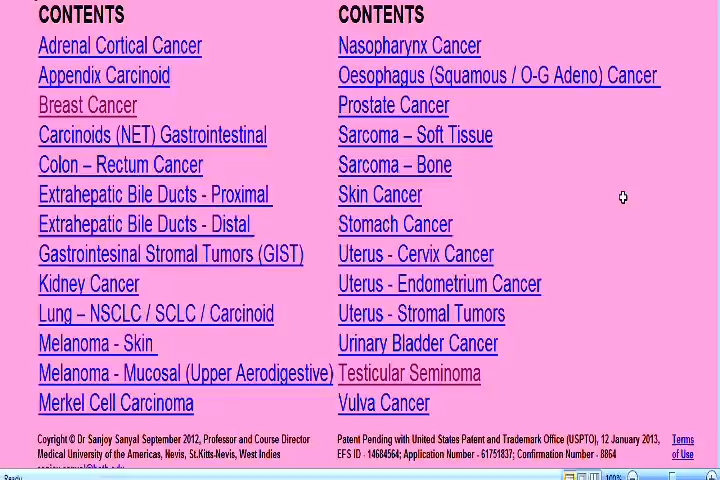 CONTENTS
Adrenal Cortical Cancer
Appendix Carcinoid
Breast Cancer
Carcinoids (NET) Gastrointestinal
Colon – Rectum Cancer
Extrahepatic Bile Ducts - Proximal
Extrahepatic Bile Ducts - Distal
Gastrointesinal Stromal Tumors (GIST)
Kidney Cancer
Lung – NSCLC / SCLC / Carcinoid
Melanoma - Skin
Melanoma - Mucosal (Upper Aerodigestive)
Merkel Cell Carcinoma
CONTENTS
Nasopharynx Cancer
Oesophagus (Squamous / O-G Adeno) Cancer
Prostate Cancer
Sarcoma – Soft Tissue
Sarcoma – Bone
Skin Cancer
Stomach Cancer
Uterus - Cervix Cancer
Uterus - Endometrium Cancer
Uterus - Stromal Tumors
Urinary Bladder Cancer
Testicular Seminoma
Vulva Cancer
Copyright © Dr Sanjoy Sanyal September 2012, Professor and Course Director
Medical University of the Americas, Nevis, St.Kitts-Nevis, West Indies
Patent Pending with United States Patent and Trademark Office (USPTO), 12 January 2013,
EFS ID - 14684564; Application Number - 61751837; Confirmation Number - 8864
Terms
of Use
100%